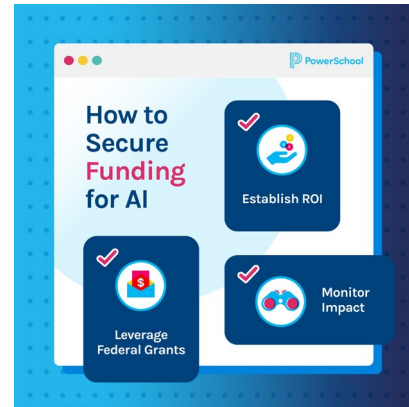 PowerSchool
How to
Secure
Funding
for AI
Establish ROI
Leverage
Federal Grants
Monitor
Impact